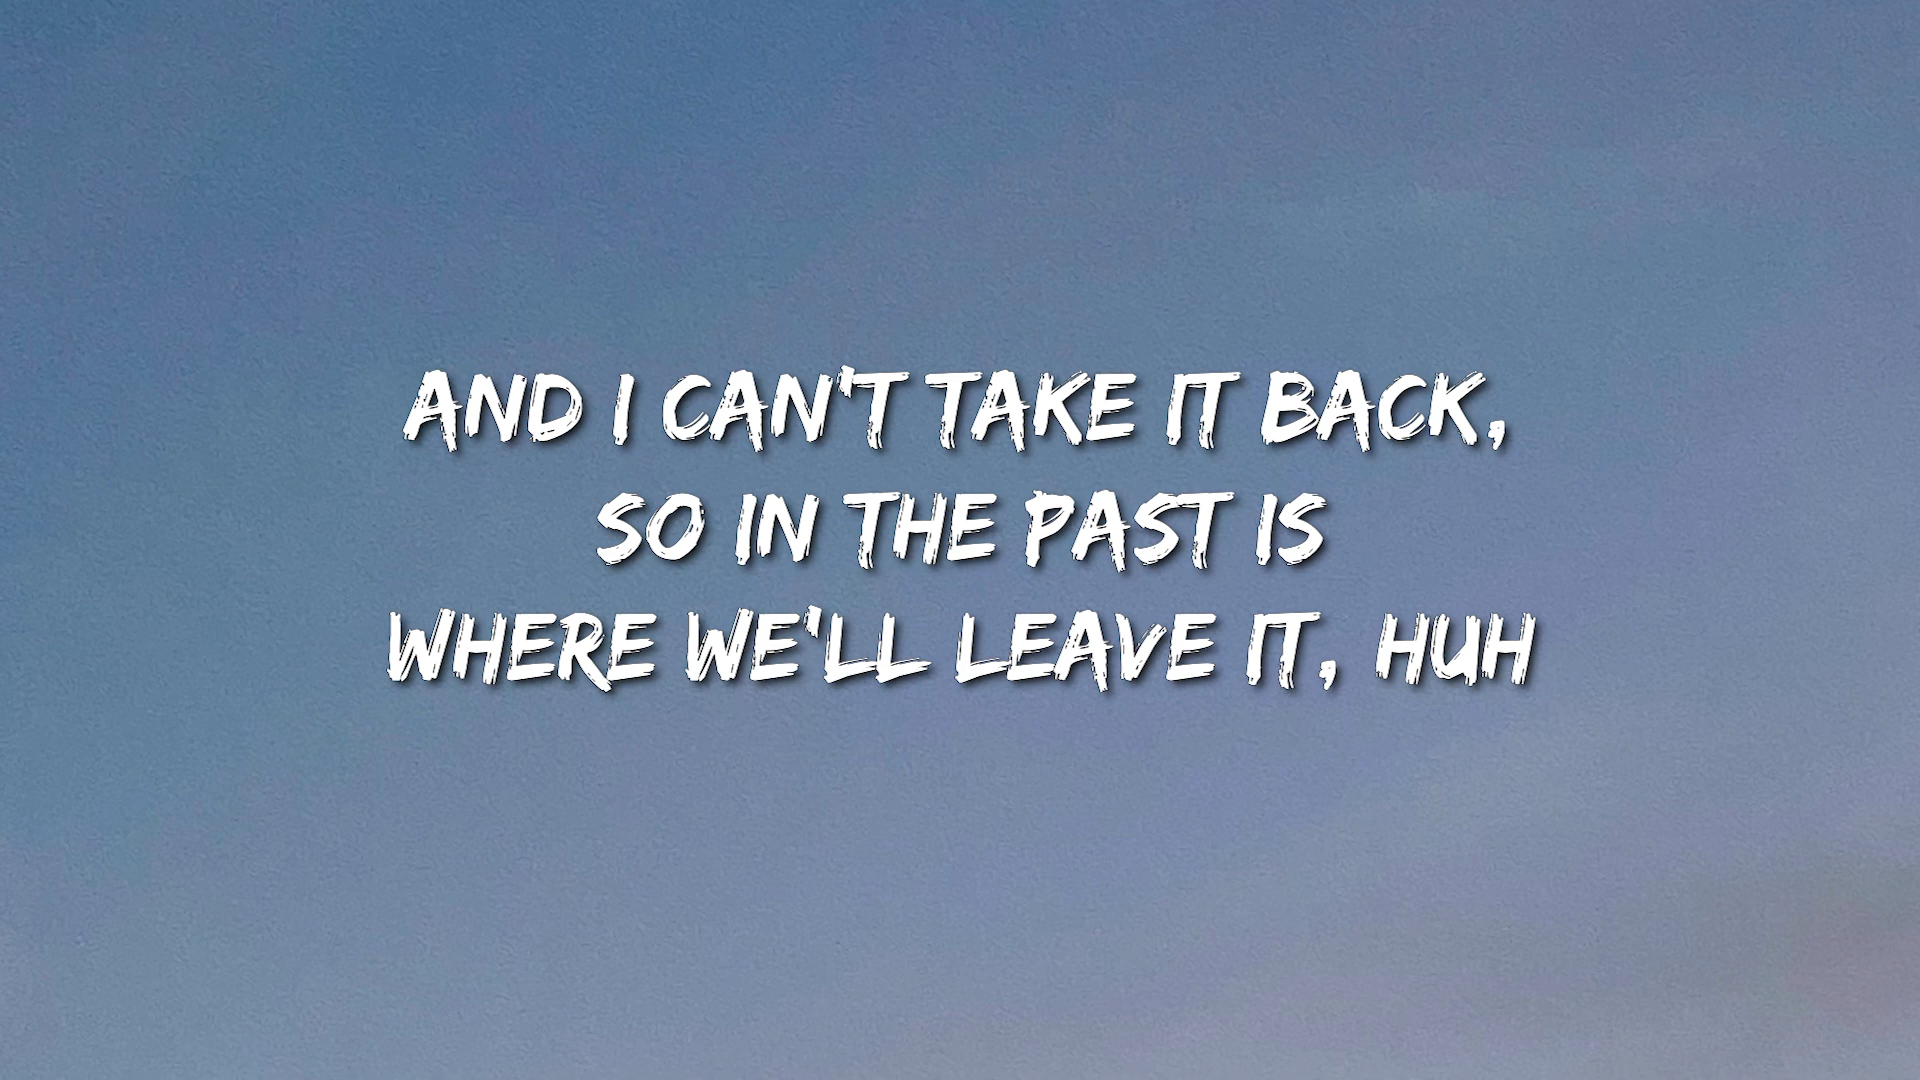 AND I CAN'T TAKE IT BACK,
SO IN THE PAST IS
WHERE WE'LL LEAVE IT, HUH